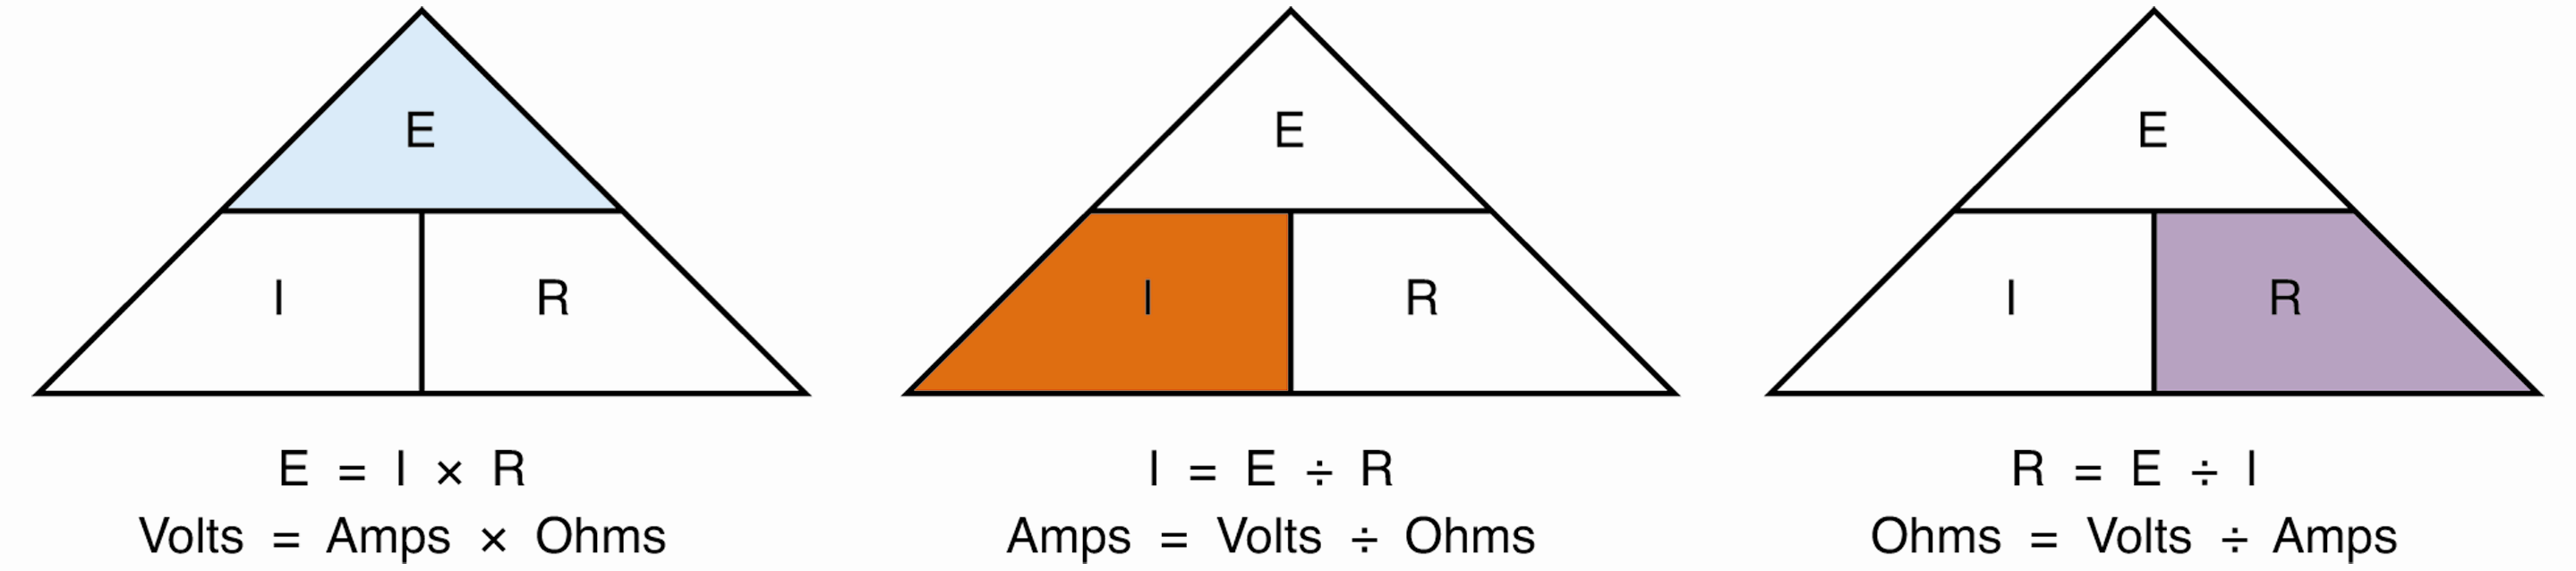 E
I
R
E = I × R
Volts = Amps × Ohms
E
I
R
I = E ÷ R
Amps = Volts ÷ Ohms
E
I
R
R = E ÷ I
Ohms = Volts ÷ Amps